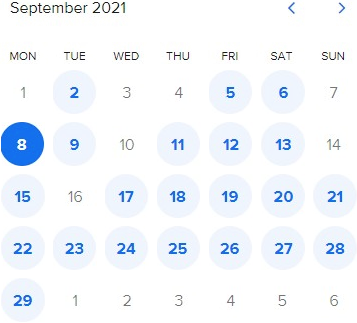 September 2021
MON TUE WED THU FRI SAT SUN
1 2 3 4 5 6 7
8 9 10 11 12 13 14
15 16 17 18 19 20 21
22 23 24 25 26 27 28
29 1 2 3 4 5 6